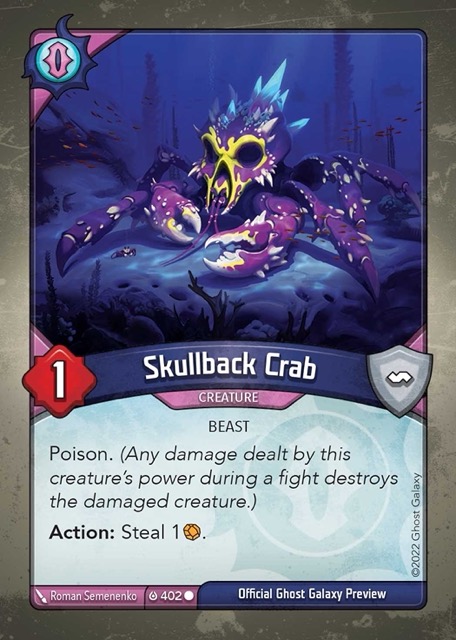 Skullback Crab
1
CREATURE
BEAST
Poison. (Any damage dealt by this
creature's power during a fight destroys
the damaged creature.)
Action: Steal 1.
©2022 Ghost Galaxy
Roman Semenenko
402
Official Ghost Galaxy Preview